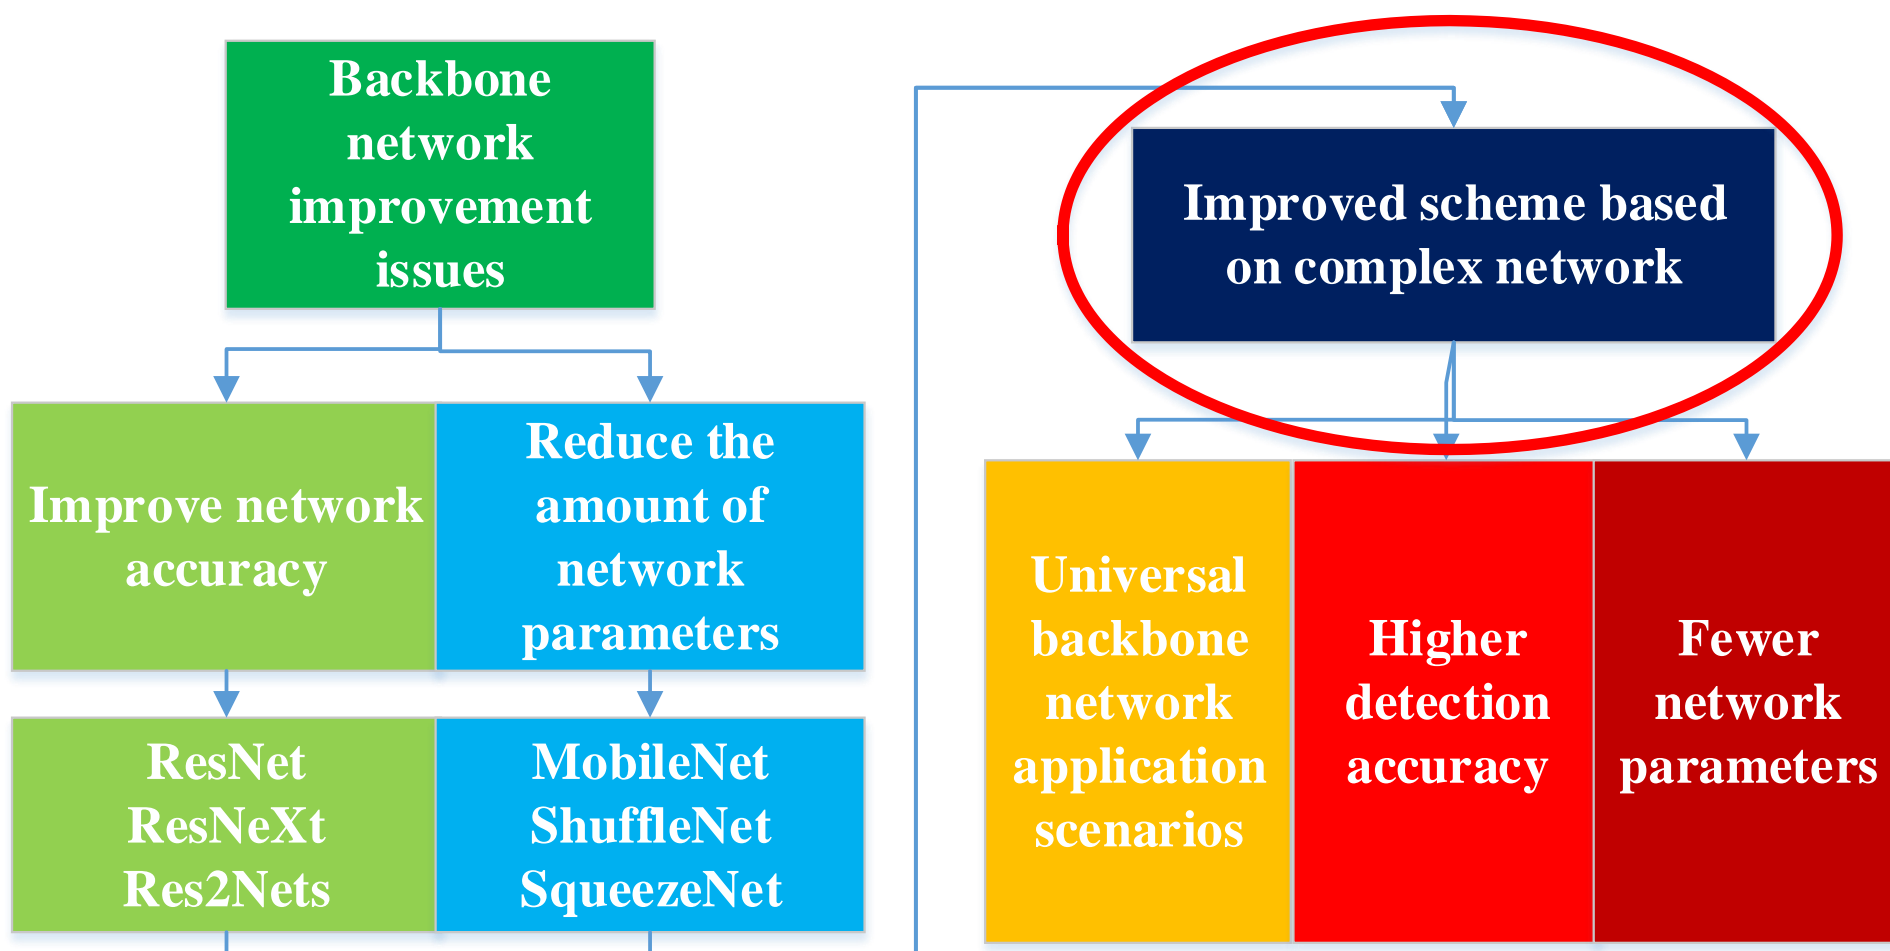 Backbone
network
improvement
issues
Improve network
accuracy
Reduce the
amount of
network
parameters
ResNet
ResNeXt
Res2Nets
MobileNet
ShuffleNet
SqueezeNet
Improved scheme based
on complex network
Universal
backbone
network
application
scenarios
Higher
detection
accuracy
Fewer
network
parameters